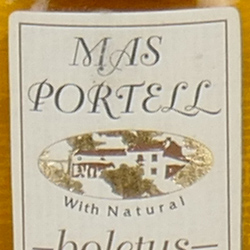 MAS
PORTELL
With Natural
-boletus-